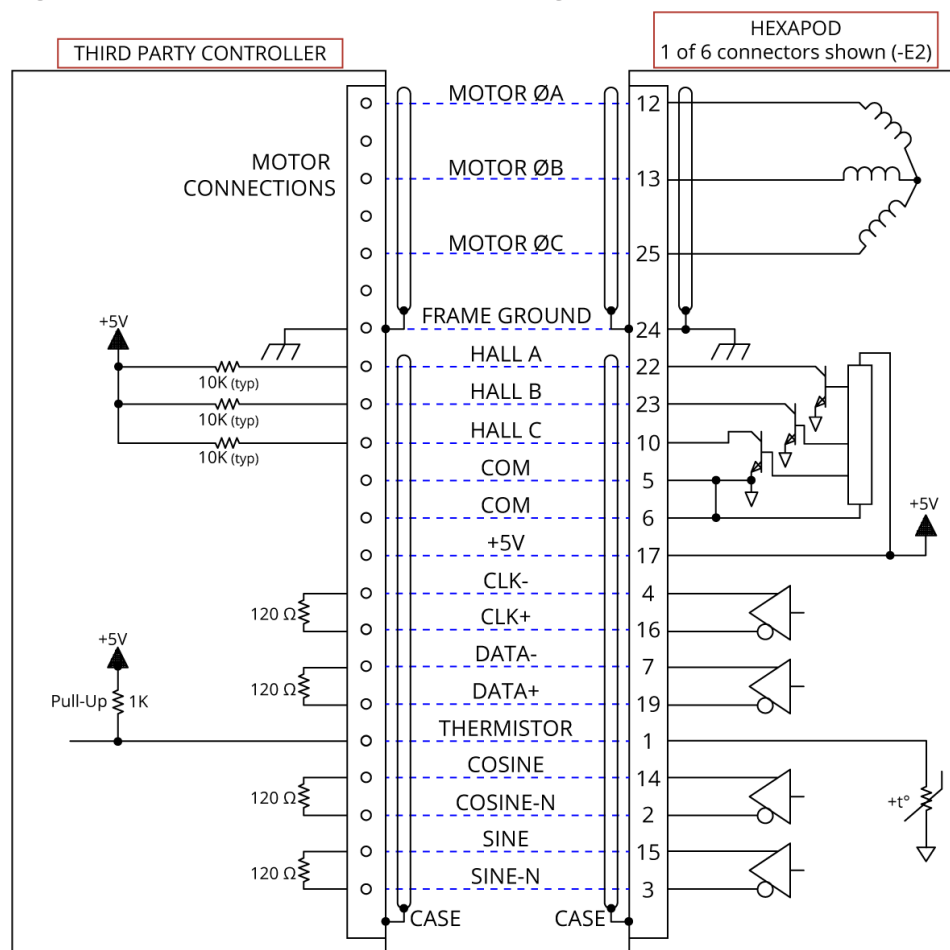 THIRD PARTY CONTROLLER
HEXAPOD
1 of 6 connectors shown (-E2)
MOTOR
CONNECTIONS
MOTOR ØA
12
MOTOR ØB
13
MOTOR ØC
25
FRAME GROUND
24
+5V
HALL A
22
10K (typ)
HALL B
23
10K (typ)
HALL C
10
10K (typ)
COM
5
COM
6
+5V
17
+5V
CLK-
4
120 Ω
CLK+
16
DATA-
7
120 Ω
DATA+
19
+5V
Pull-Up
1K
THERMISTOR
1
COSINE
14
120 Ω
COSINE-N
2
+t°
SINE
15
120 Ω
SINE-N
3
CASE
CASE